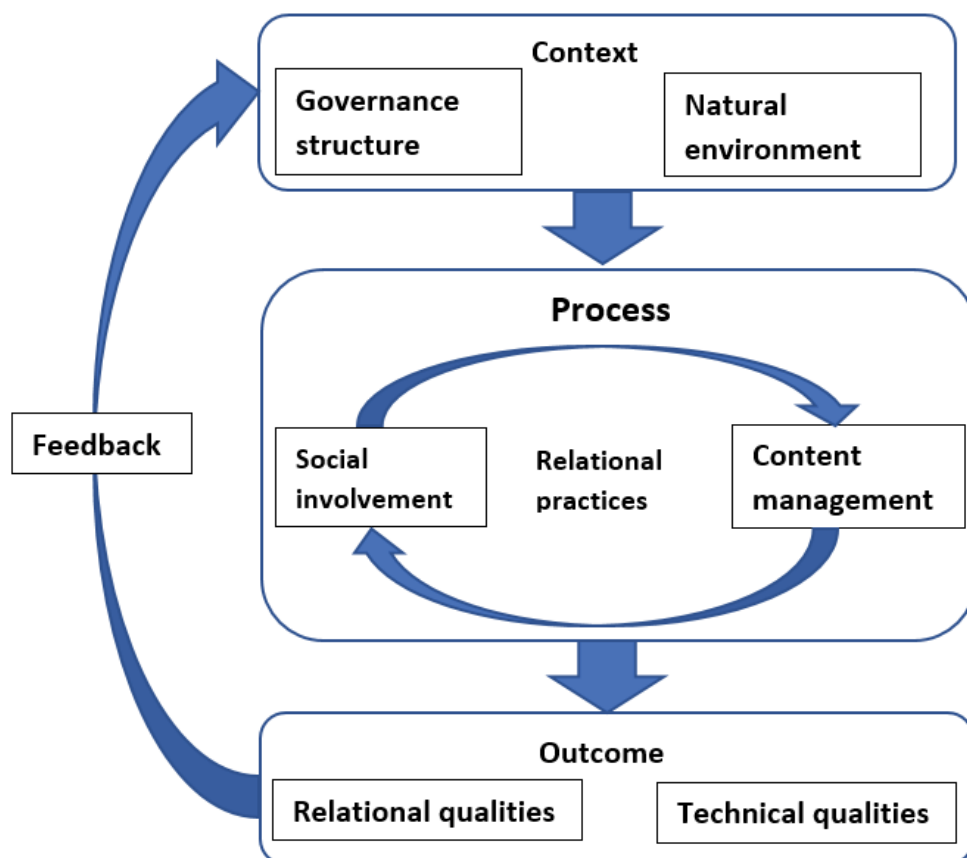 Context
Governance
structure
Natural
environment
Process
Social
involvement
Relational
practices
Content
management
Feedback
Outcome
Relational qualities
Technical qualities